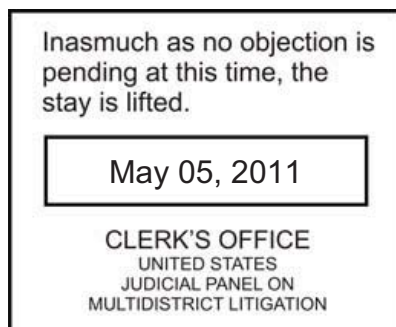 Inasmuch as no objection is
pending at this time, the
stay is lifted.
May 05, 2011
CLERK'S OFFICE
UNITED STATES
JUDICIAL PANEL ON
MULTIDISTRICT LITIGATION